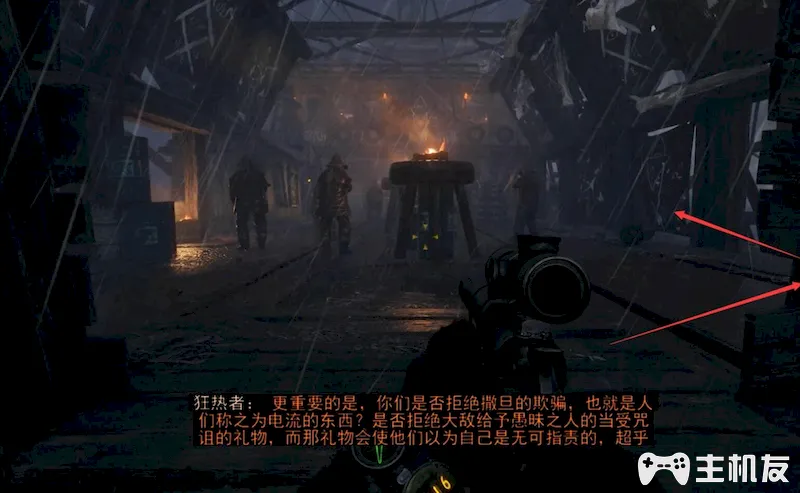 狂热者： 更重要的是，你们是否拒绝撒旦的欺骗，也就是人
们称之为电流的东西？是否拒绝大敌给予愚昧之人的当受咒
诅的礼物，而那礼物会使他们以为自己是无可指责的，超乎
16
主机友